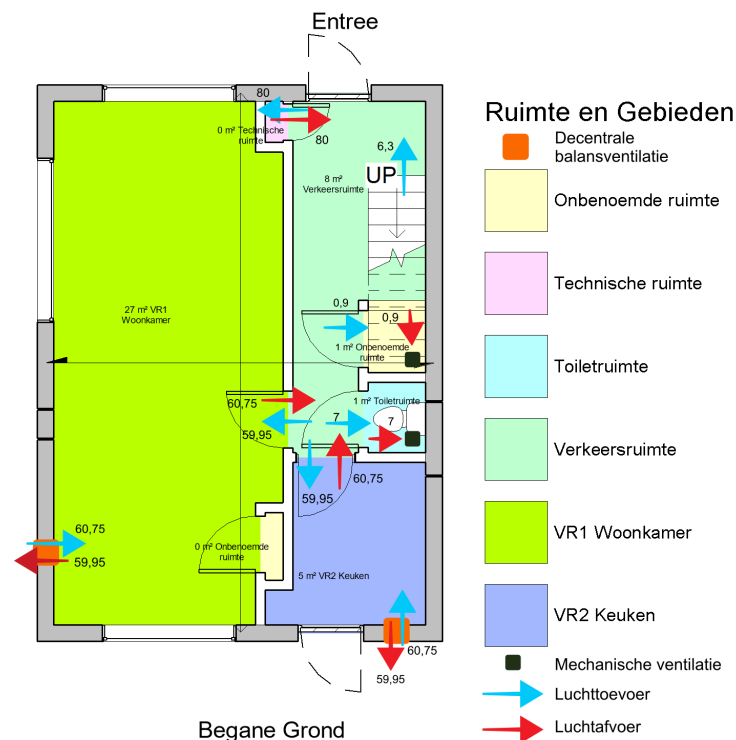 Entree
80
0 m² Technische
ruimte
80
6,3
UP
8 m²
Verkeersruimte
27 m² VR1
Woonkamer
0,9
0,9
1 m² Onbenoemde
ruimte
60,75
1 m² Toiletruimte
7
7
59,95
60,75
59,95
60,75
59,95
0 m² Onbenoemde
ruimte
5 m² VR2 Keuken
60,75
59,95
Begane Grond
Ruimte en Gebieden
Decentrale
balansventilatie
Onbenoemde ruimte
Technische ruimte
Toiletruimte
Verkeersruimte
VR1 Woonkamer
VR2 Keuken
Mechanische ventilatie
Luchttoevoer
Luchtafvoer